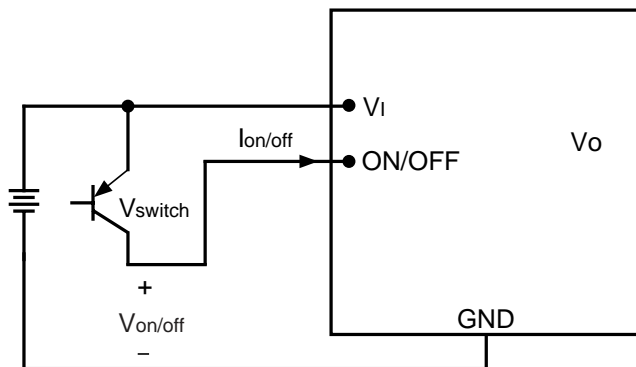 VI
Vo
Ion/off
ON/OFF
Vswitch
+
Von/off
–
GND